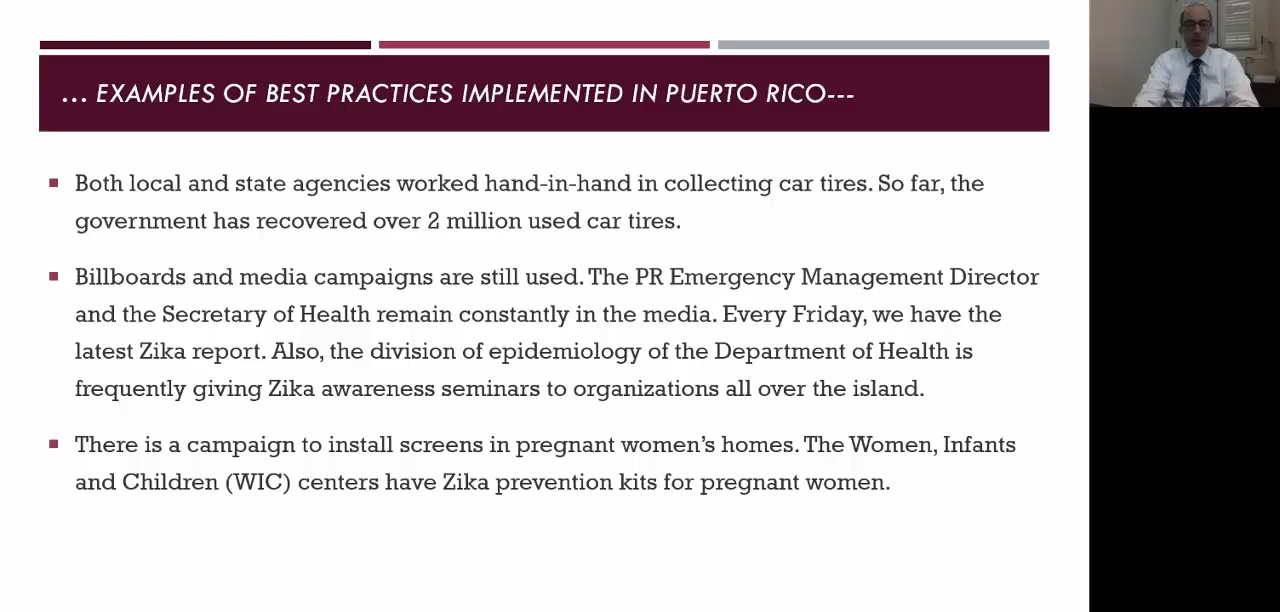 ... EXAMPLES OF BEST PRACTICES IMPLEMENTED IN PUERTO RICO---
Both local and state agencies worked hand-in-hand in collecting car tires. So far, the
government has recovered over 2 million used car tires.
Billboards and media campaigns are still used. The PR Emergency Management Director
and the Secretary of Health remain constantly in the media. Every Friday, we have the
latest Zika report. Also, the division of epidemiology of the Department of Health is
frequently giving Zika awareness seminars to organizations all over the island.
There is a campaign to install screens in pregnant women’s homes. The Women, Infants
and Children (WIC) centers have Zika prevention kits for pregnant women.